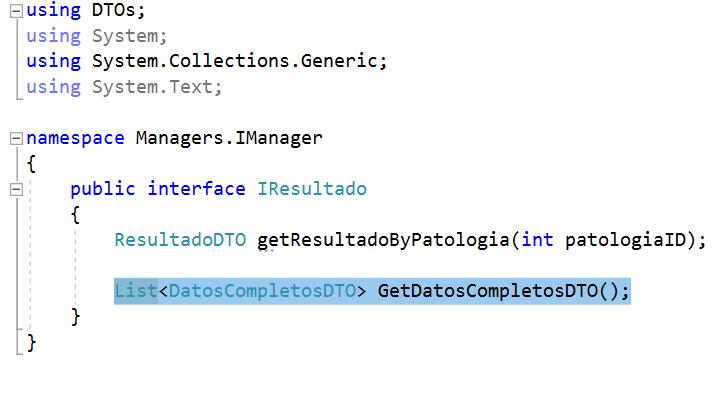 using DTOs;
using System;
using System.Collections.Generic;
using System.Text;
namespace Managers.IManager
{
public interface IResultado
{
ResultadoDTO getResultadoByPatologia(int patologiaID);
List<DatosCompletosDTO> GetDatosCompletosDTO();
}
}